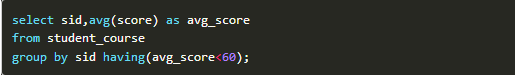 select sid,avg(score) as avg_score
from student_course
group by sid having(avg_score<60);